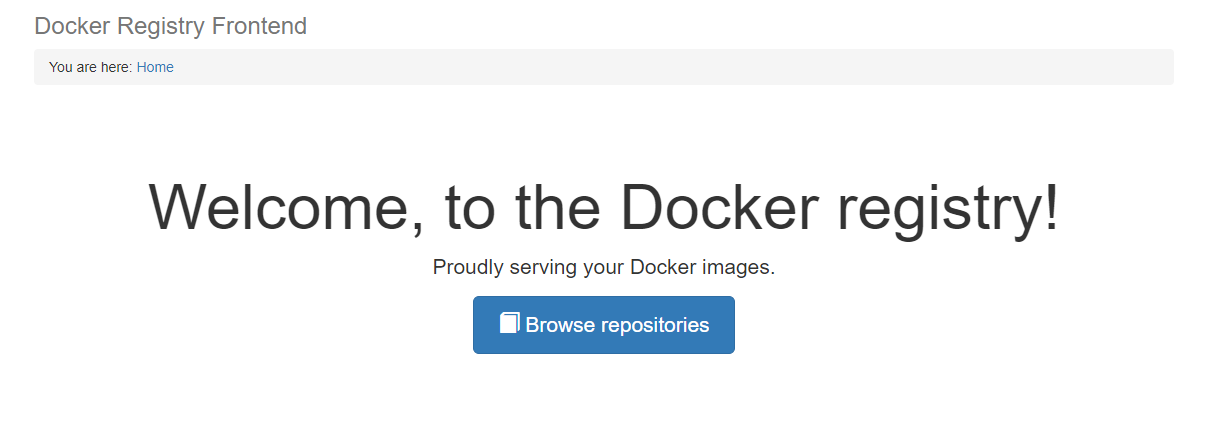 Docker Registry Frontend
You are here: Home
Welcome, to the Docker registry!
Proudly serving your Docker images.
Browse repositories